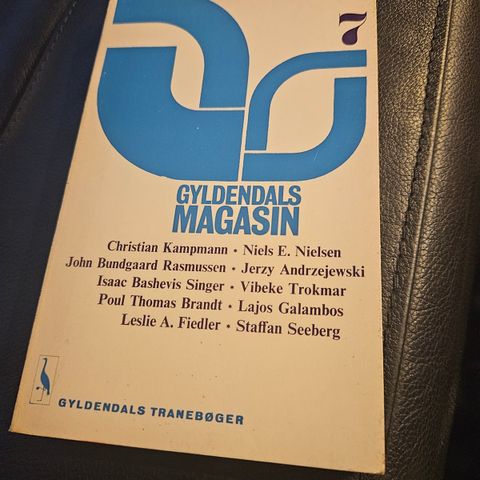 7
GYLDENDALS
MAGASIN
Christian Kampmann • Niels E. Nielsen
John Bundgaard Rasmussen • Jerzy Andrzejewski
Isaac Bashevis Singer • Vibeke Trokmar
Poul Thomas Brandt • Lajos Galambos
Leslie A. Fiedler • Staffan Seeberg
GYLDENDALS TRANEBØGER